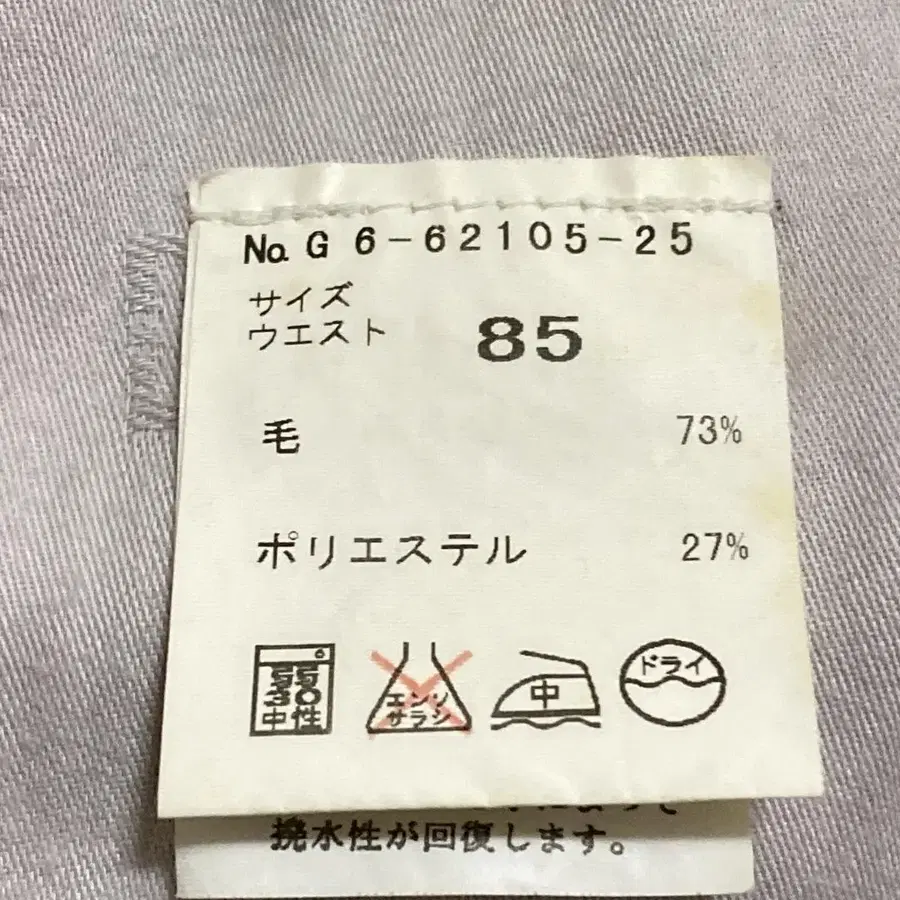 No. G 6-62105-25
サイズ
ウエスト 85
毛 73%
ポリエステル 27%
弱
30
中性
エンソ
サラシ
中
ドライ
撓水性が回復します。